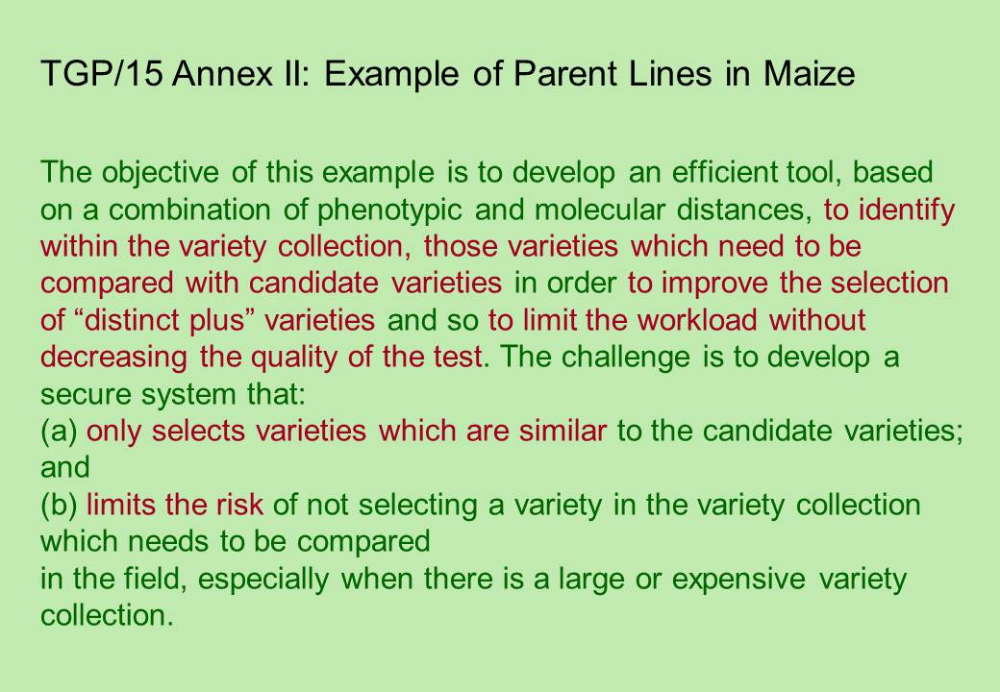 TGP/15 Annex II: Example of Parent Lines in Maize
The objective of this example is to develop an efficient tool, based
on a combination of phenotypic and molecular distances, to identify
within the variety collection, those varieties which need to be
compared with candidate varieties in order to improve the selection
of “distinct plus” varieties and so to limit the workload without
decreasing the quality of the test. The challenge is to develop a
secure system that:
(a) only selects varieties which are similar to the candidate varieties;
and
(b) limits the risk of not selecting a variety in the variety collection
which needs to be compared
in the field, especially when there is a large or expensive variety
collection.